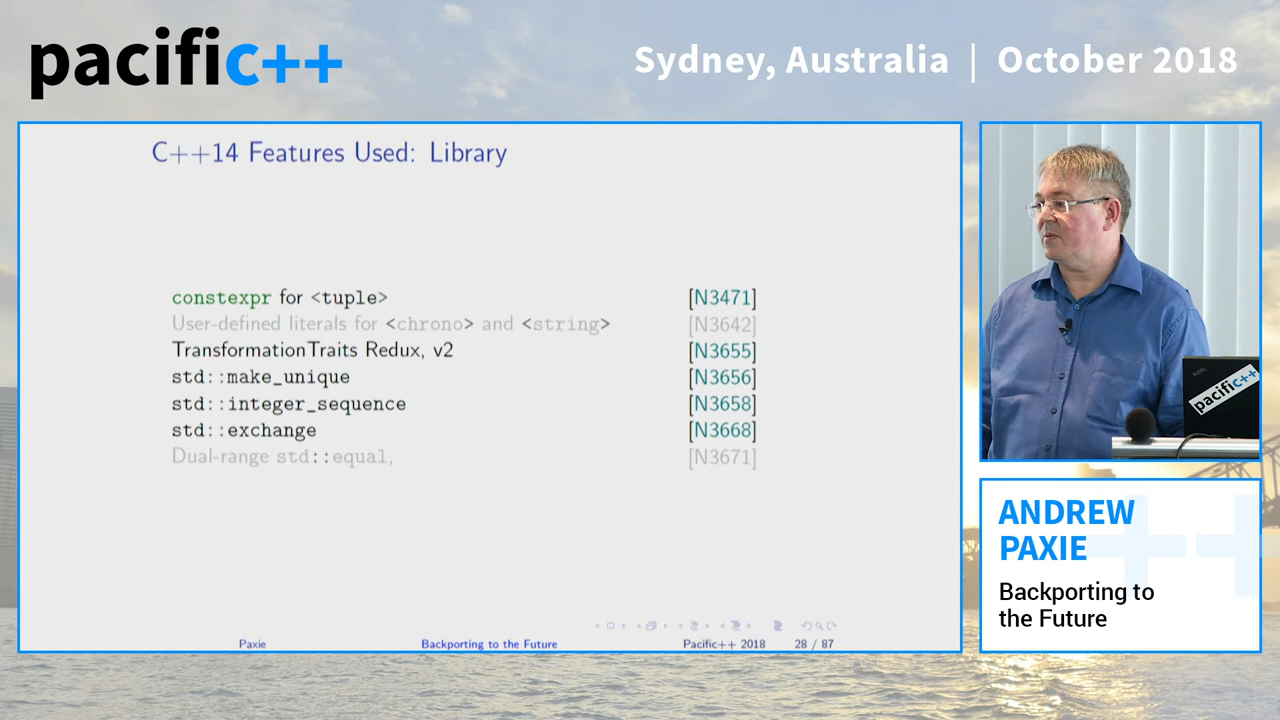 pacific++
Sydney, Australia | October 2018
C++14 Features Used: Library
constexpr for <tuple> [N3471]
User-defined literals for <chrono> and <string> [N3642]
TransformationTraits Redux, v2 [N3655]
std::make_unique [N3656]
std::integer_sequence [N3658]
std::exchange [N3668]
Dual-range std::equal, [N3671]
Paxie Backporting to the Future Pacific++ 2018 28 / 87
pacific++
ANDREW
PAXIE
Backporting to
the Future